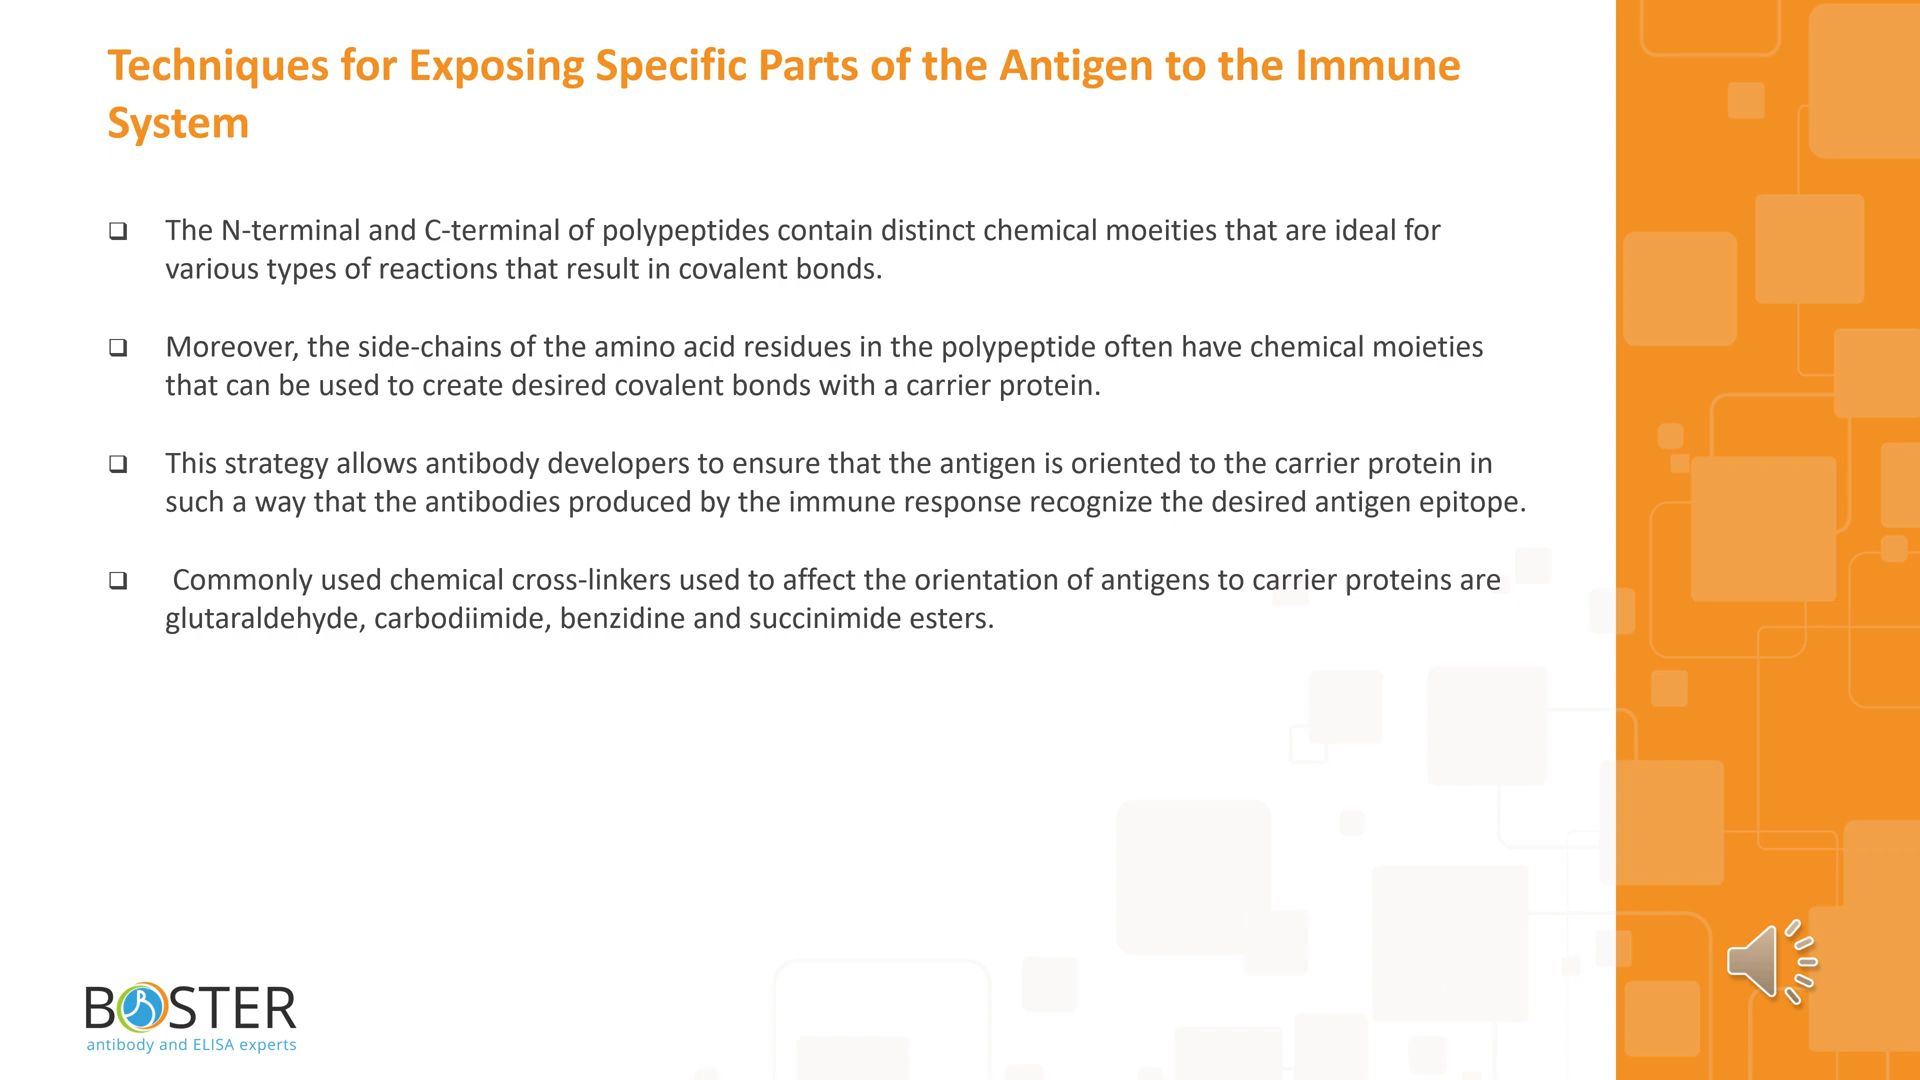 Techniques for Exposing Specific Parts of the Antigen to the Immune
System
❑ The N-terminal and C-terminal of polypeptides contain distinct chemical moeities that are ideal for
various types of reactions that result in covalent bonds.
❑ Moreover, the side-chains of the amino acid residues in the polypeptide often have chemical moieties
that can be used to create desired covalent bonds with a carrier protein.
❑ This strategy allows antibody developers to ensure that the antigen is oriented to the carrier protein in
such a way that the antibodies produced by the immune response recognize the desired antigen epitope.
❑ Commonly used chemical cross-linkers used to affect the orientation of antigens to carrier proteins are
glutaraldehyde, carbodiimide, benzidine and succinimide esters.
BOSTER
antibody and ELISA experts